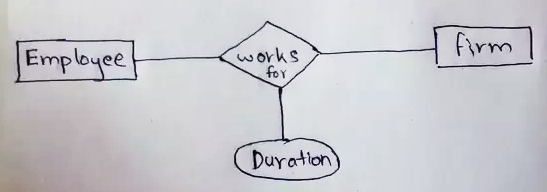 Employee
works
for
firm
Duration